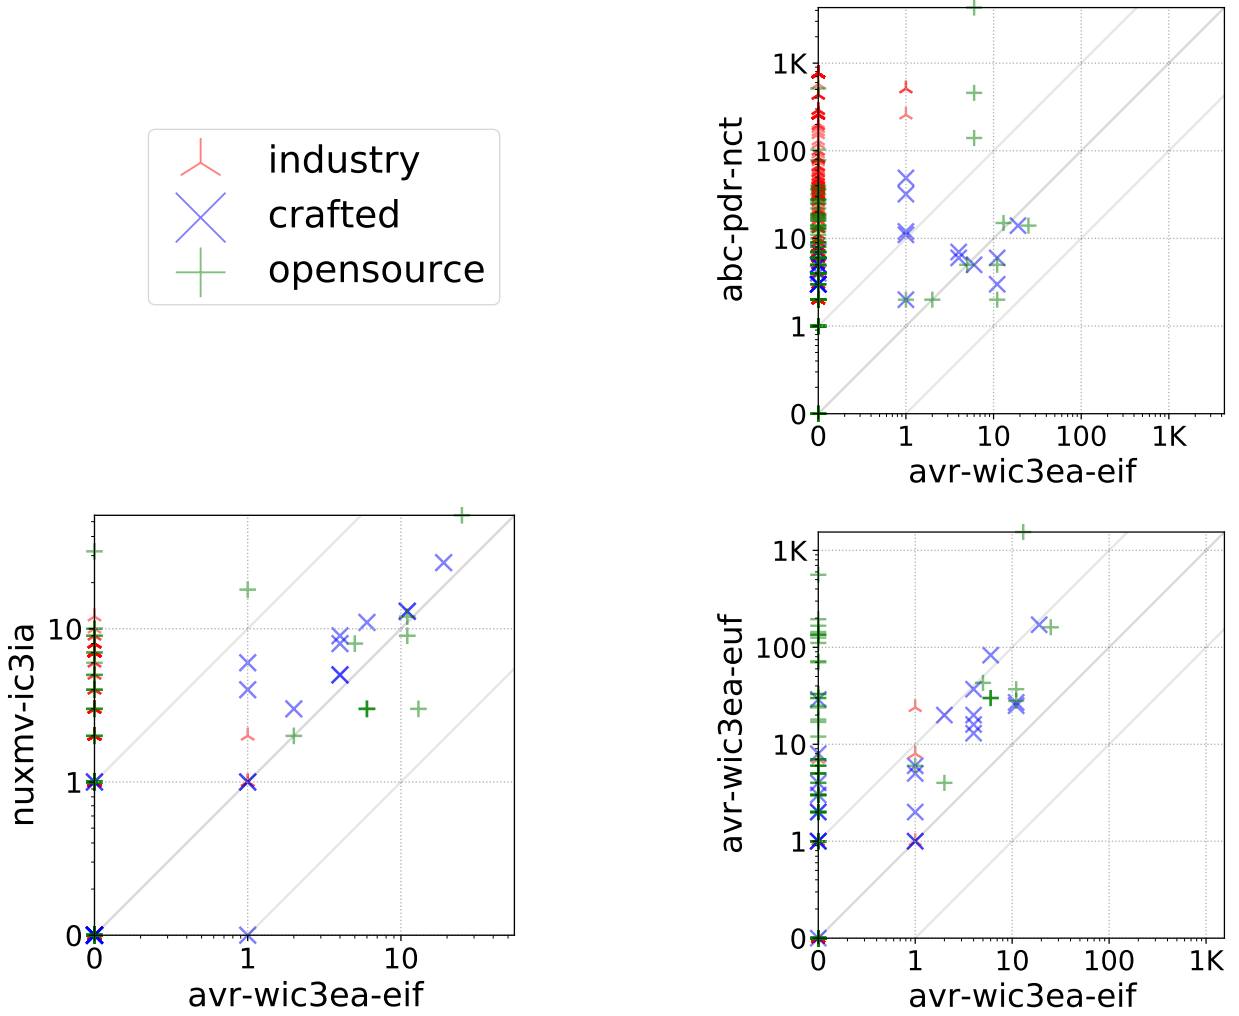 industry
crafted
opensource
abc-pdr-nct
1K
100
10
1
0
0 1 10 100 1K
avr-wic3ea-eif
nuxmv-ic3ia
10
1
0
0 1 10
avr-wic3ea-eif
avr-wic3ea-euf
1K
100
10
1
0
0 1 10 100 1K
avr-wic3ea-eif